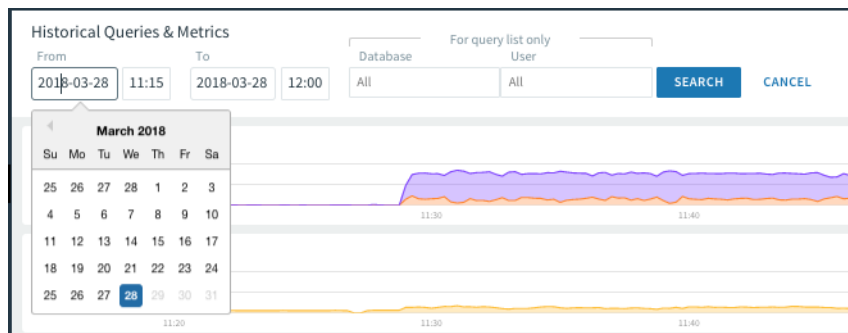 Historical Queries & Metrics
For query list only
From To Database User
2018-03-28 11:15 2018-03-28 12:00 All All SEARCH CANCEL
March 2018
Su Mo Tu We Th Fr Sa
25 26 27 28 1 2 3
4 5 6 7 8 9 10
11:30 11:40
11 12 13 14 15 16 17
18 19 20 21 22 23 24
25 26 27 28 29 30 31
11:20 11:30 11:40